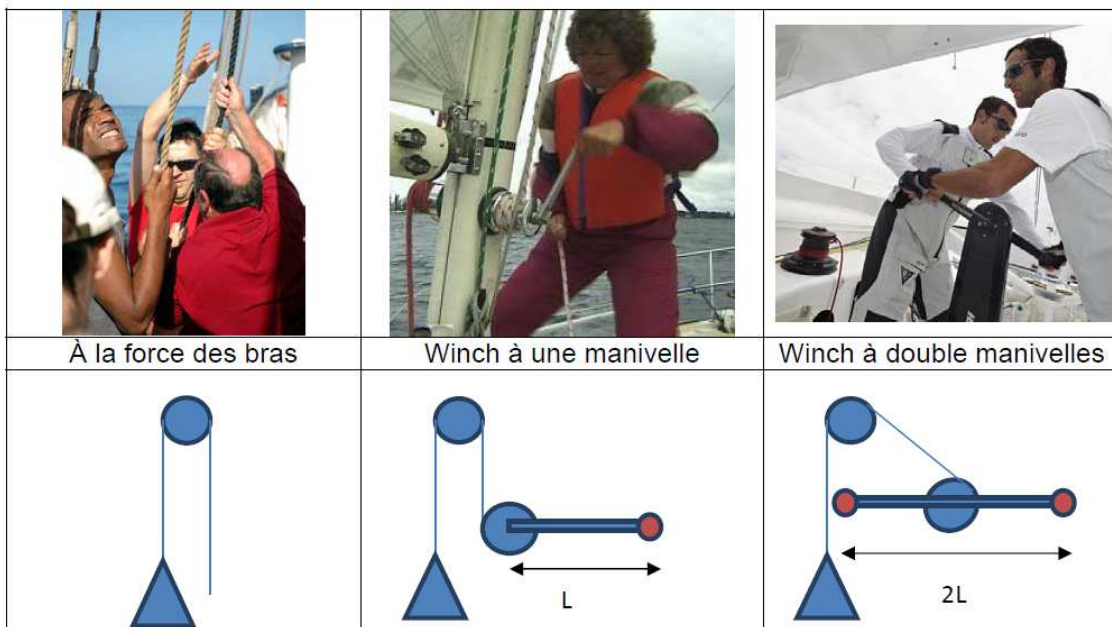 À la force des bras
Winch à une manivelle
Winch à double manivelles
L
2L